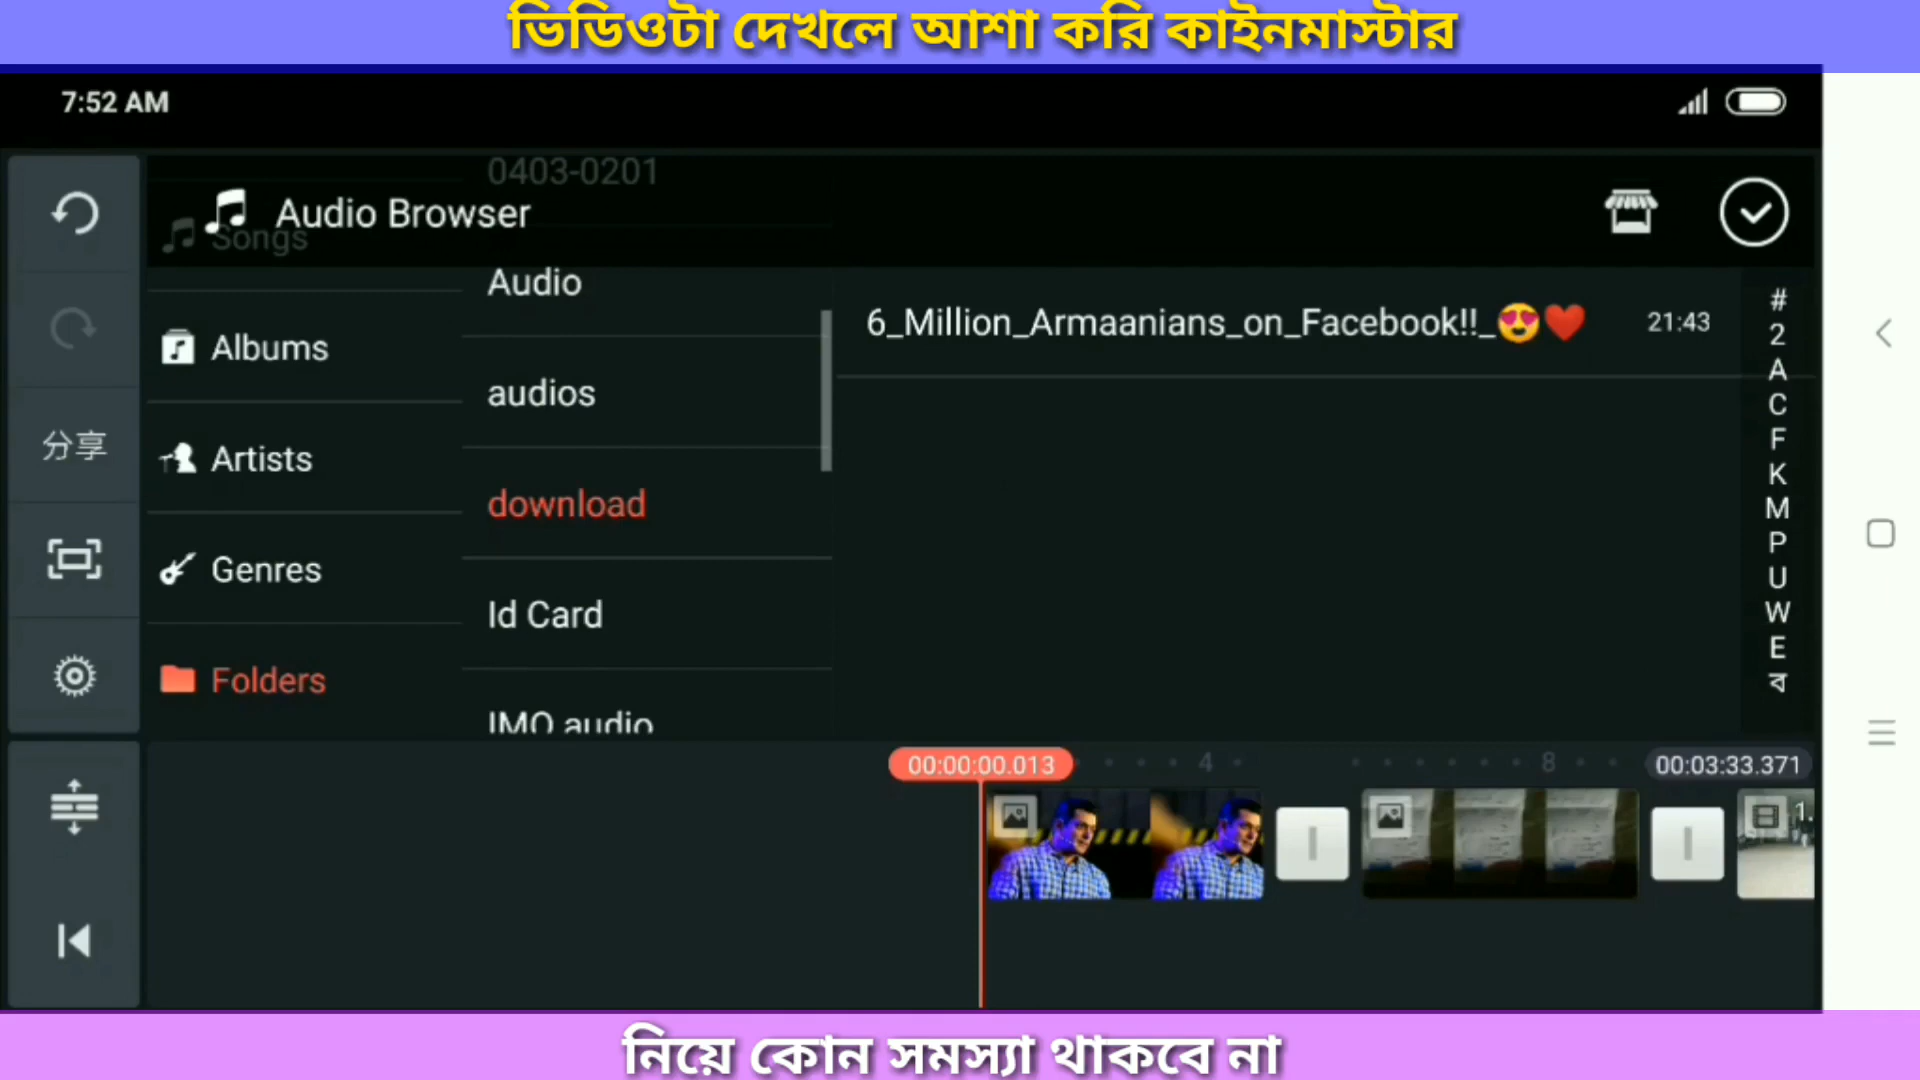 ভিডিওটা দেখলে আশা করি কাইনমাস্টার
7:52 AM
0403-0201
Audio Browser
Songs
Audio
6_Million_Armaanians_on_Facebook!!_😍❤️ 21:43
Albums
audios
Artists
download
Genres
Id Card
Folders
IMO audio
分享
#
2
A
C
F
K
M
P
U
W
E
ব
00:00:00.013
4
8
00:03:33.371
1.
নিয়ে কোন সমস্যা থাকবে না